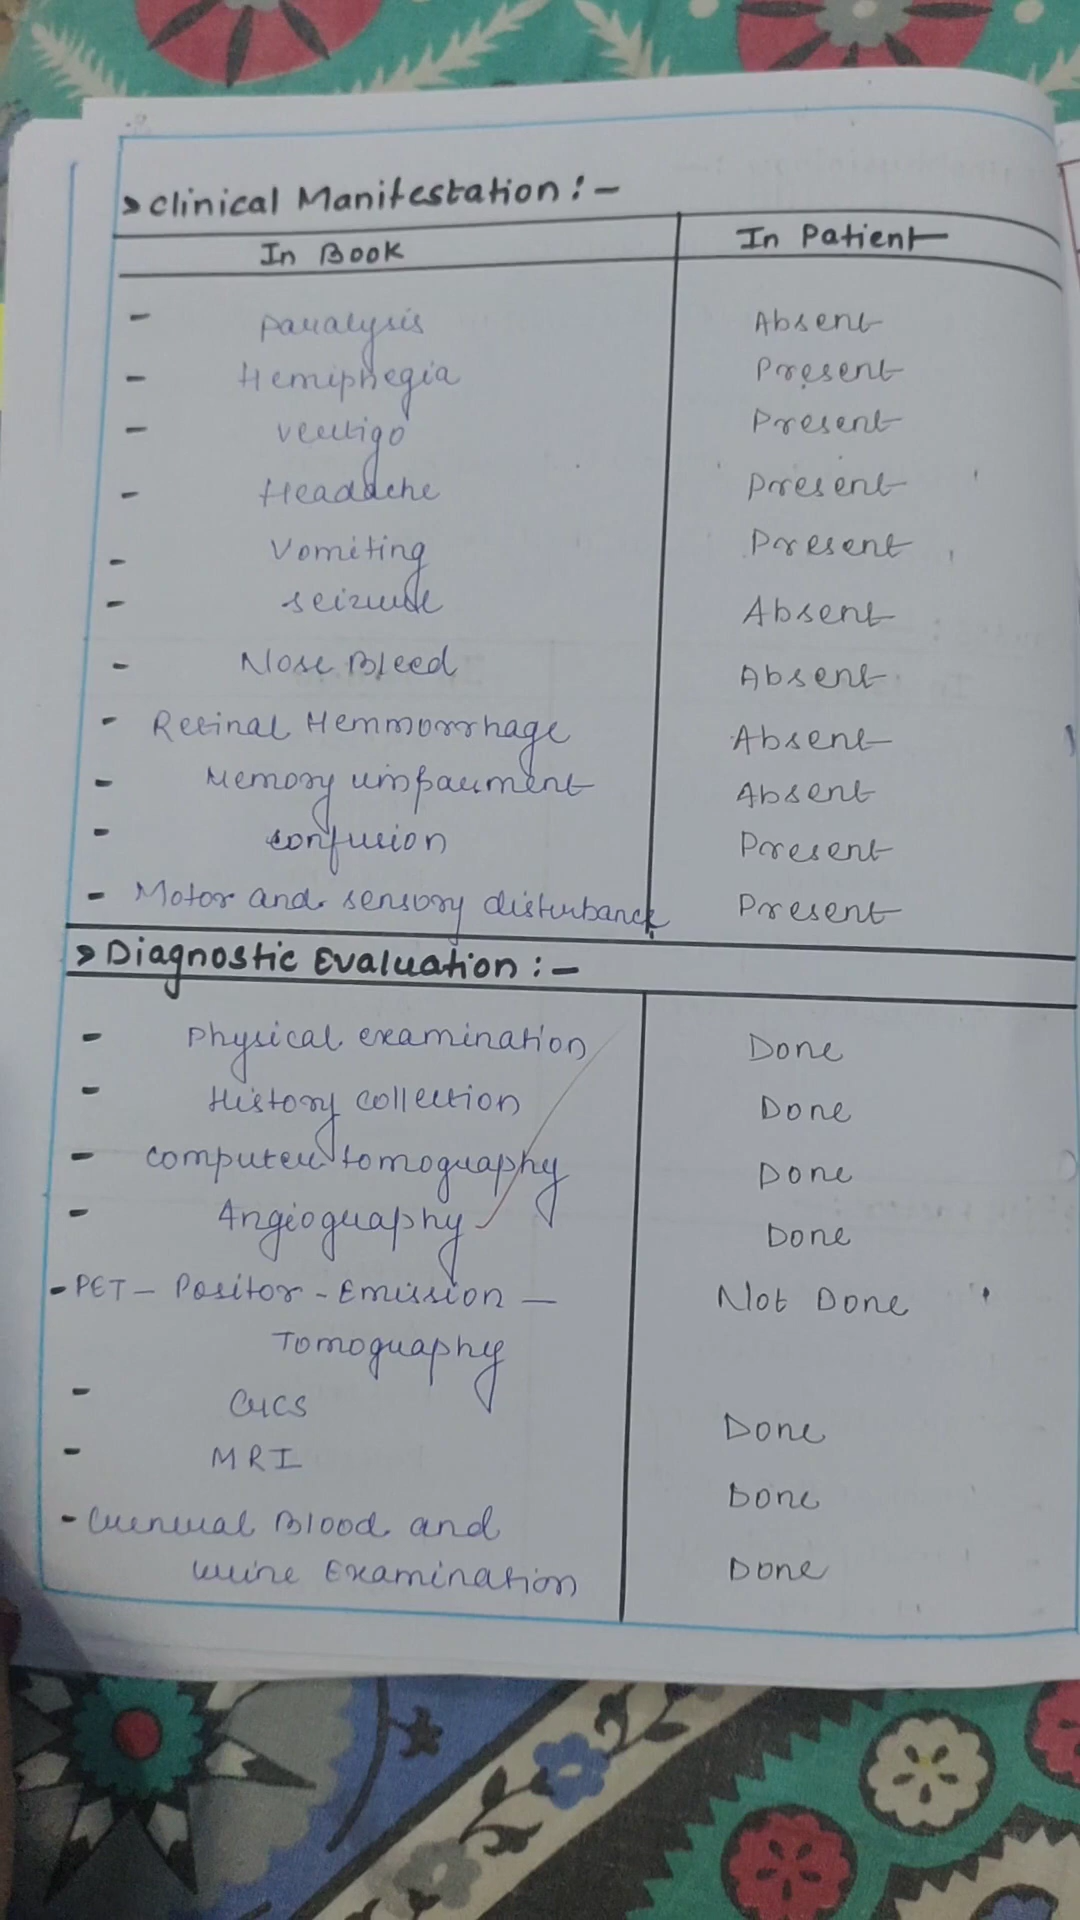 > Clinical Manifestation :-
In Book In Patient
- paralysis Absent
- Hemiphegia Present
- vertigo Present
- Headache Present
- Vomiting Present
- seizure Absent
- Nose Bleed Absent
- Retinal Hemmorrhage Absent
- Memory impairment Absent
- confusion Present
- Motor and sensory disturbance Present
> Diagnostic Evaluation :-
- Physical examination Done
- History collection Done
- computer tomography Done
- Angiography Done
- PET - Positor - Emission - Not Done
Tomography
- GCS Done
- MRI Done
- General Blood and
urine Examination Done